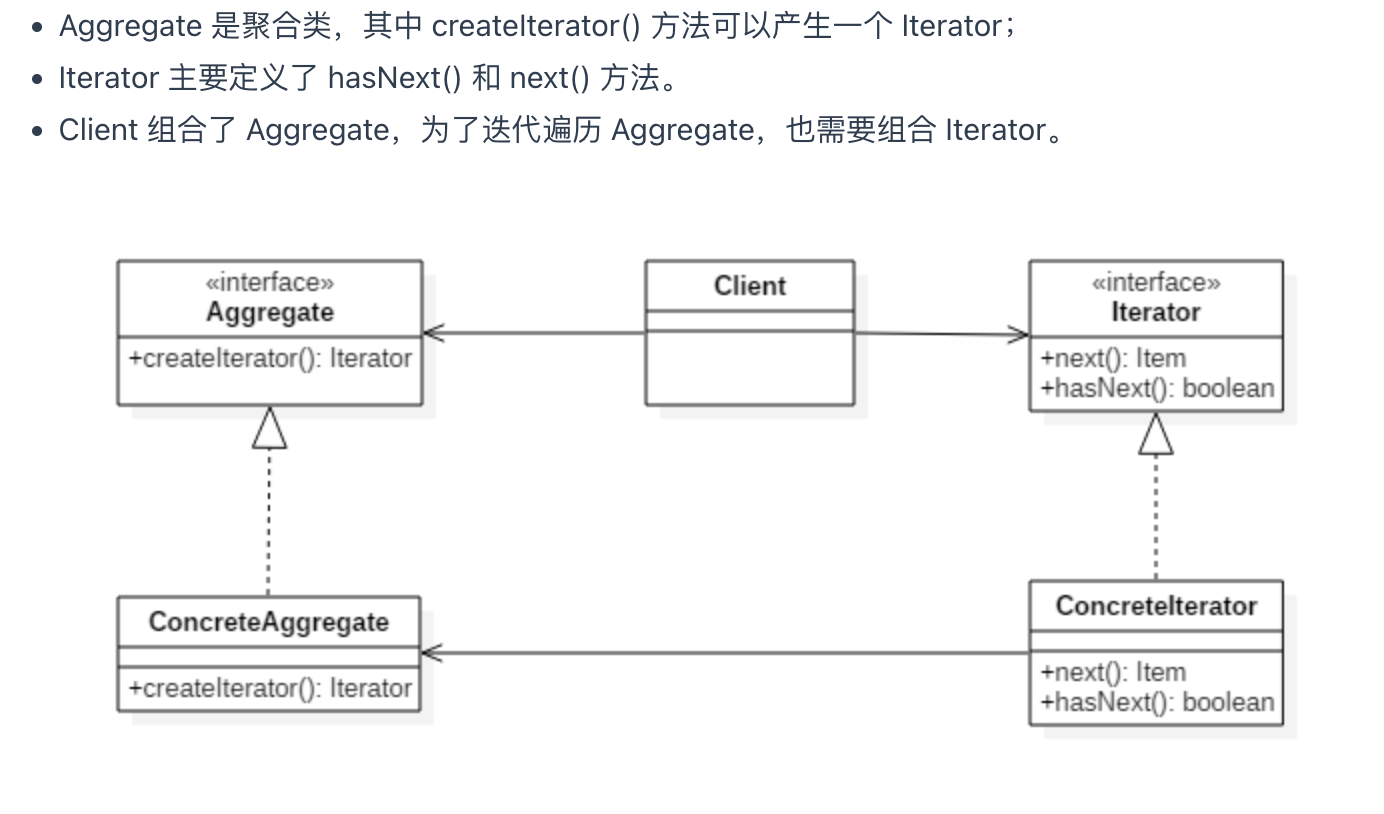 Aggregate 是聚合类，其中 createIterator() 方法可以产生一个 Iterator；
Iterator 主要定义了 hasNext() 和 next() 方法。
Client 组合了 Aggregate，为了迭代遍历 Aggregate，也需要组合 Iterator。
«interface»
Aggregate
+createIterator(): Iterator
Client
«interface»
Iterator
+next(): Item
+hasNext(): boolean
ConcreteAggregate
+createIterator(): Iterator
ConcreteIterator
+next(): Item
+hasNext(): boolean